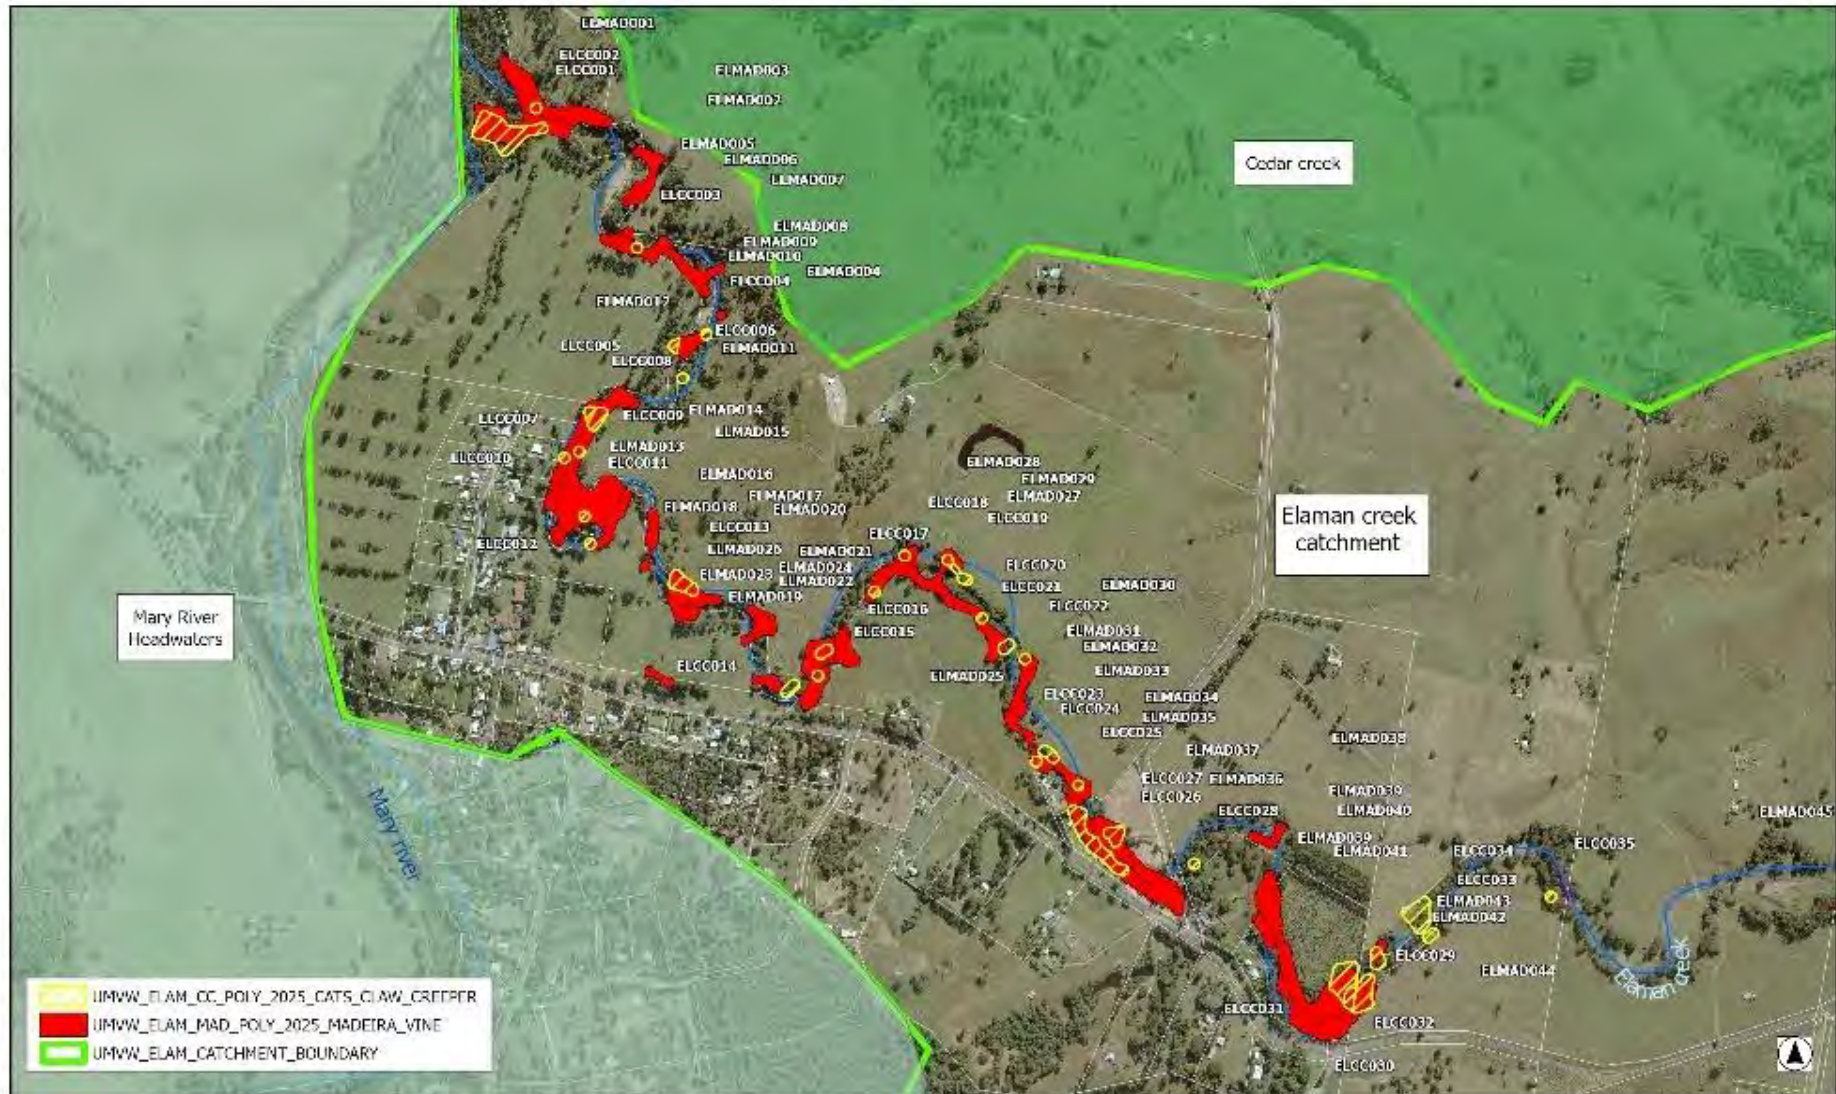 ELMAD001
ELCC002
ELCC001
ELMAD003
ELMAD002
ELMAD005
ELMAD006
ELMAD007
Cedar creek
ELCC003
ELMAD008
ELMAD009
ELMAD010
ELMAD004
ELCC004
ELMAD012
ELCC006
ELCC005
ELMAD011
ELCC008
ELCC007
ELCC009
ELMAD014
ELMAD015
ELMAD013
ELCC010
ELCC011
ELMAD028
ELMAD016
ELMAD029
ELMAD017
ELMAD027
ELMAD018
ELMAD020
ELCC018
ELCC019
ELCC013
Elaman creek
catchment
ELCC012
ELCC017
ELMAD026
ELMAD021
ELMAD024
ELMAD023
ELMAD022
ELCC020
ELCC021
ELMAD030
ELMAD019
ELCC016
ELCC022
Mary River
Headwaters
ELCC015
ELMAD031
ELMAD032
ELCC014
ELMAD025
ELMAD033
ELCC023
ELMAD034
ELCC024
ELMAD035
ELCC025
ELMAD038
ELMAD037
ELCC027
ELMAD036
ELCC026
ELMAD039
ELCC028
ELMAD040
ELMAD045
Mary river
ELMAD039
ELMAD041
ELCC034
ELCC035
ELCC033
ELMAD043
ELMAD042
ELCC029
ELMAD044
Elaman creek
ELCC031
ELCC032
ELCC030
UMVW_ELAM_CC_POLY_2025_CATS_CLAW_CREEPER
UMVW_ELAM_MAD_POLY_2025_MADEIRA_VINE
UMVW_ELAM_CATCHMENT_BOUNDARY